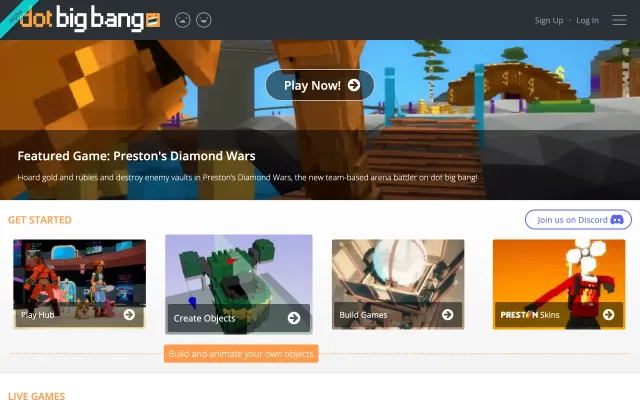 Alpha
dot big bang
Sign Up · Log In
Play Now!
Featured Game: Preston's Diamond Wars
Hoard gold and rubies and destroy enemy vaults in Preston's Diamond Wars, the new team-based arena battler on dot big bang!
GET STARTED
Join us on Discord
Play Hub
Create Objects
Build Games
PRESTON Skins
Build and animate your own objects
LIVE GAMES